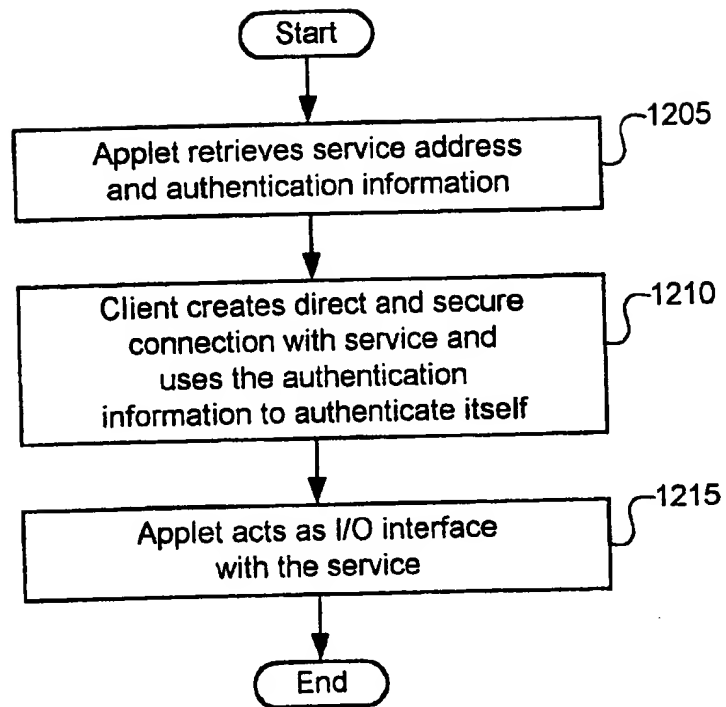 Start
1205
Applet retrieves service address
and authentication information
1210
Client creates direct and secure
connection with service and
uses the authentication
information to authenticate itself
1215
Applet acts as I/O interface
with the service
End